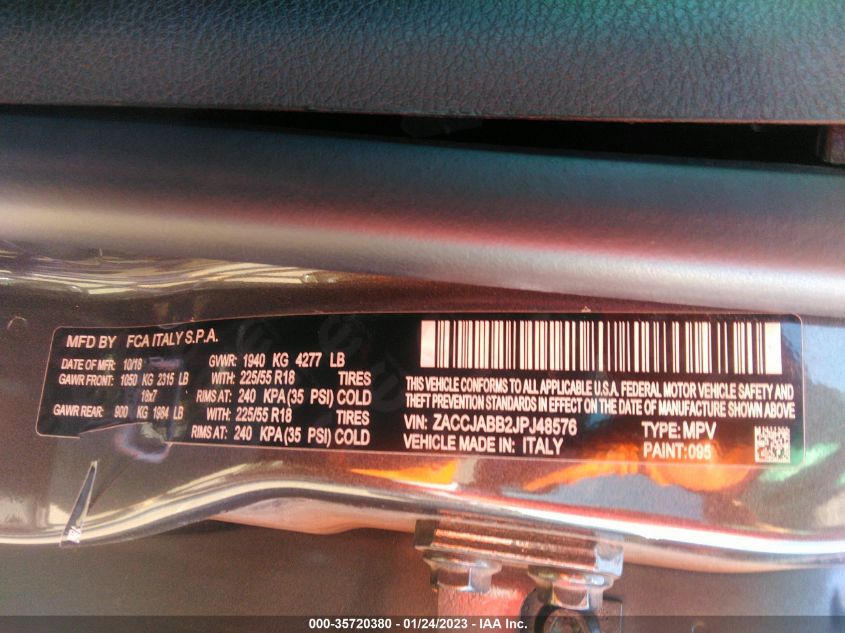 MFD BY FCA ITALY S.P.A.
DATE OF MFR: 10/18 GVWR: 1940 KG 4277 LB
GAWR FRONT: 1050 KG 2315 LB WITH: 225/55 R18 TIRES
18x7 RIMS AT: 240 KPA (35 PSI) COLD
GAWR REAR: 900 KG 1984 LB WITH: 225/55 R18 TIRES
RIMS AT: 240 KPA (35 PSI) COLD
THIS VEHICLE CONFORMS TO ALL APPLICABLE U.S.A. FEDERAL MOTOR VEHICLE SAFETY AND
THEFT PREVENTION STANDARDS IN EFFECT ON THE DATE OF MANUFACTURE SHOWN ABOVE
VIN: ZACCJABB2JPJ48576 TYPE: MPV
VEHICLE MADE IN: ITALY PAINT: 095
000-35720380 - 01/24/2023 - IAA Inc.